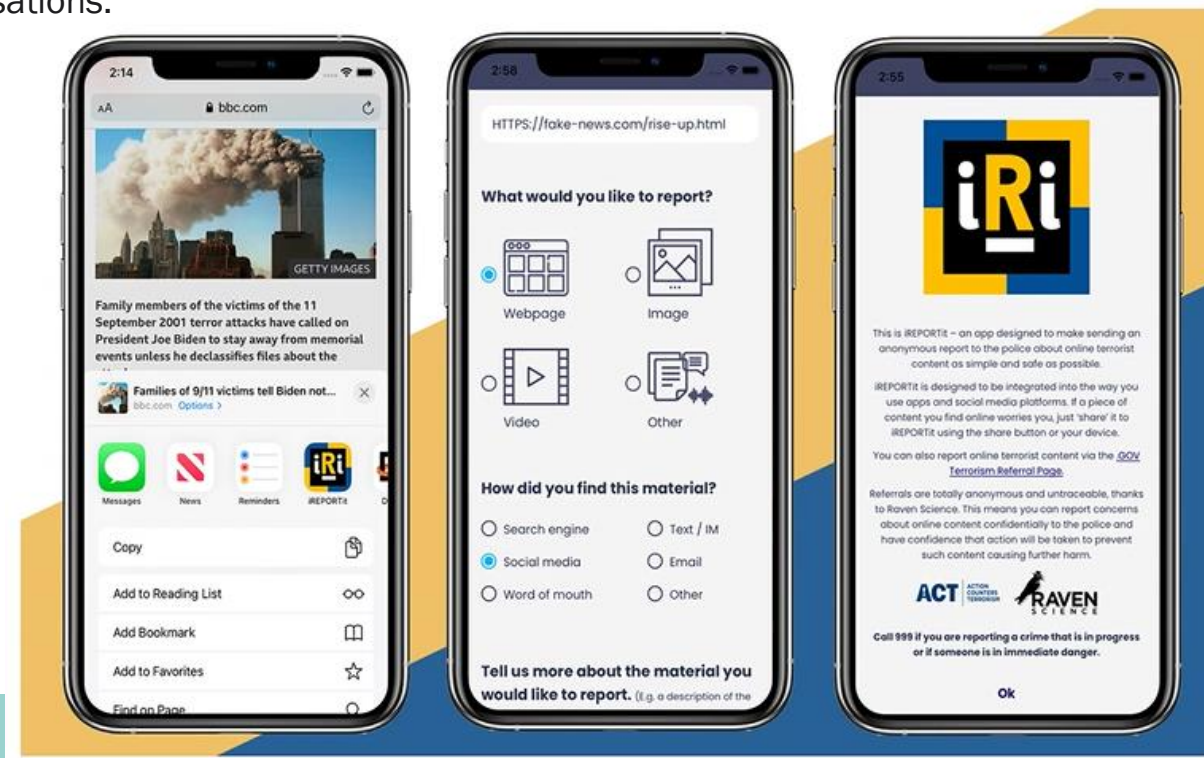 sations.
2:14
AA bbc.com
GETTY IMAGES
Family members of the victims of the 11
September 2001 terror attacks have called on
President Joe Biden to stay away from memorial
events unless he declassifies files about the
Families of 9/11 victims tell Biden not...
bbc.com Options >
iRi
Messages News Reminders iREPORTit D
Copy
Add to Reading List
Add Bookmark
Add to Favorites
Find on Page
2:58
HTTPS://fake-news.com/rise-up.html
What would you like to report?
Webpage Image
Video Other
How did you find this material?
Search engine Text / IM
Social media Email
Word of mouth Other
Tell us more about the material you
would like to report. (E.g. a description of the
2:55
iRi
This is iREPORTit – an app designed to make sending an
anonymous report to the police about online terrorist
content as simple and safe as possible.
iREPORTit is designed to be integrated into the way you
use apps and social media platforms. If a piece of
content you find online worries you, just 'share' it to
iREPORTit using the share button or your device.
You can also report online terrorist content via the .GOV
Terrorism Referral Page.
Referrals are totally anonymous and untraceable, thanks
to Raven Science. This means you can report concerns
about online content confidentially to the police and
have confidence that action will be taken to prevent
such content causing further harm.
ACT ACTION COUNTERS TERRORISM
RAVEN SCIENCE
Call 999 if you are reporting a crime that is in progress
or if someone is in immediate danger.
Ok